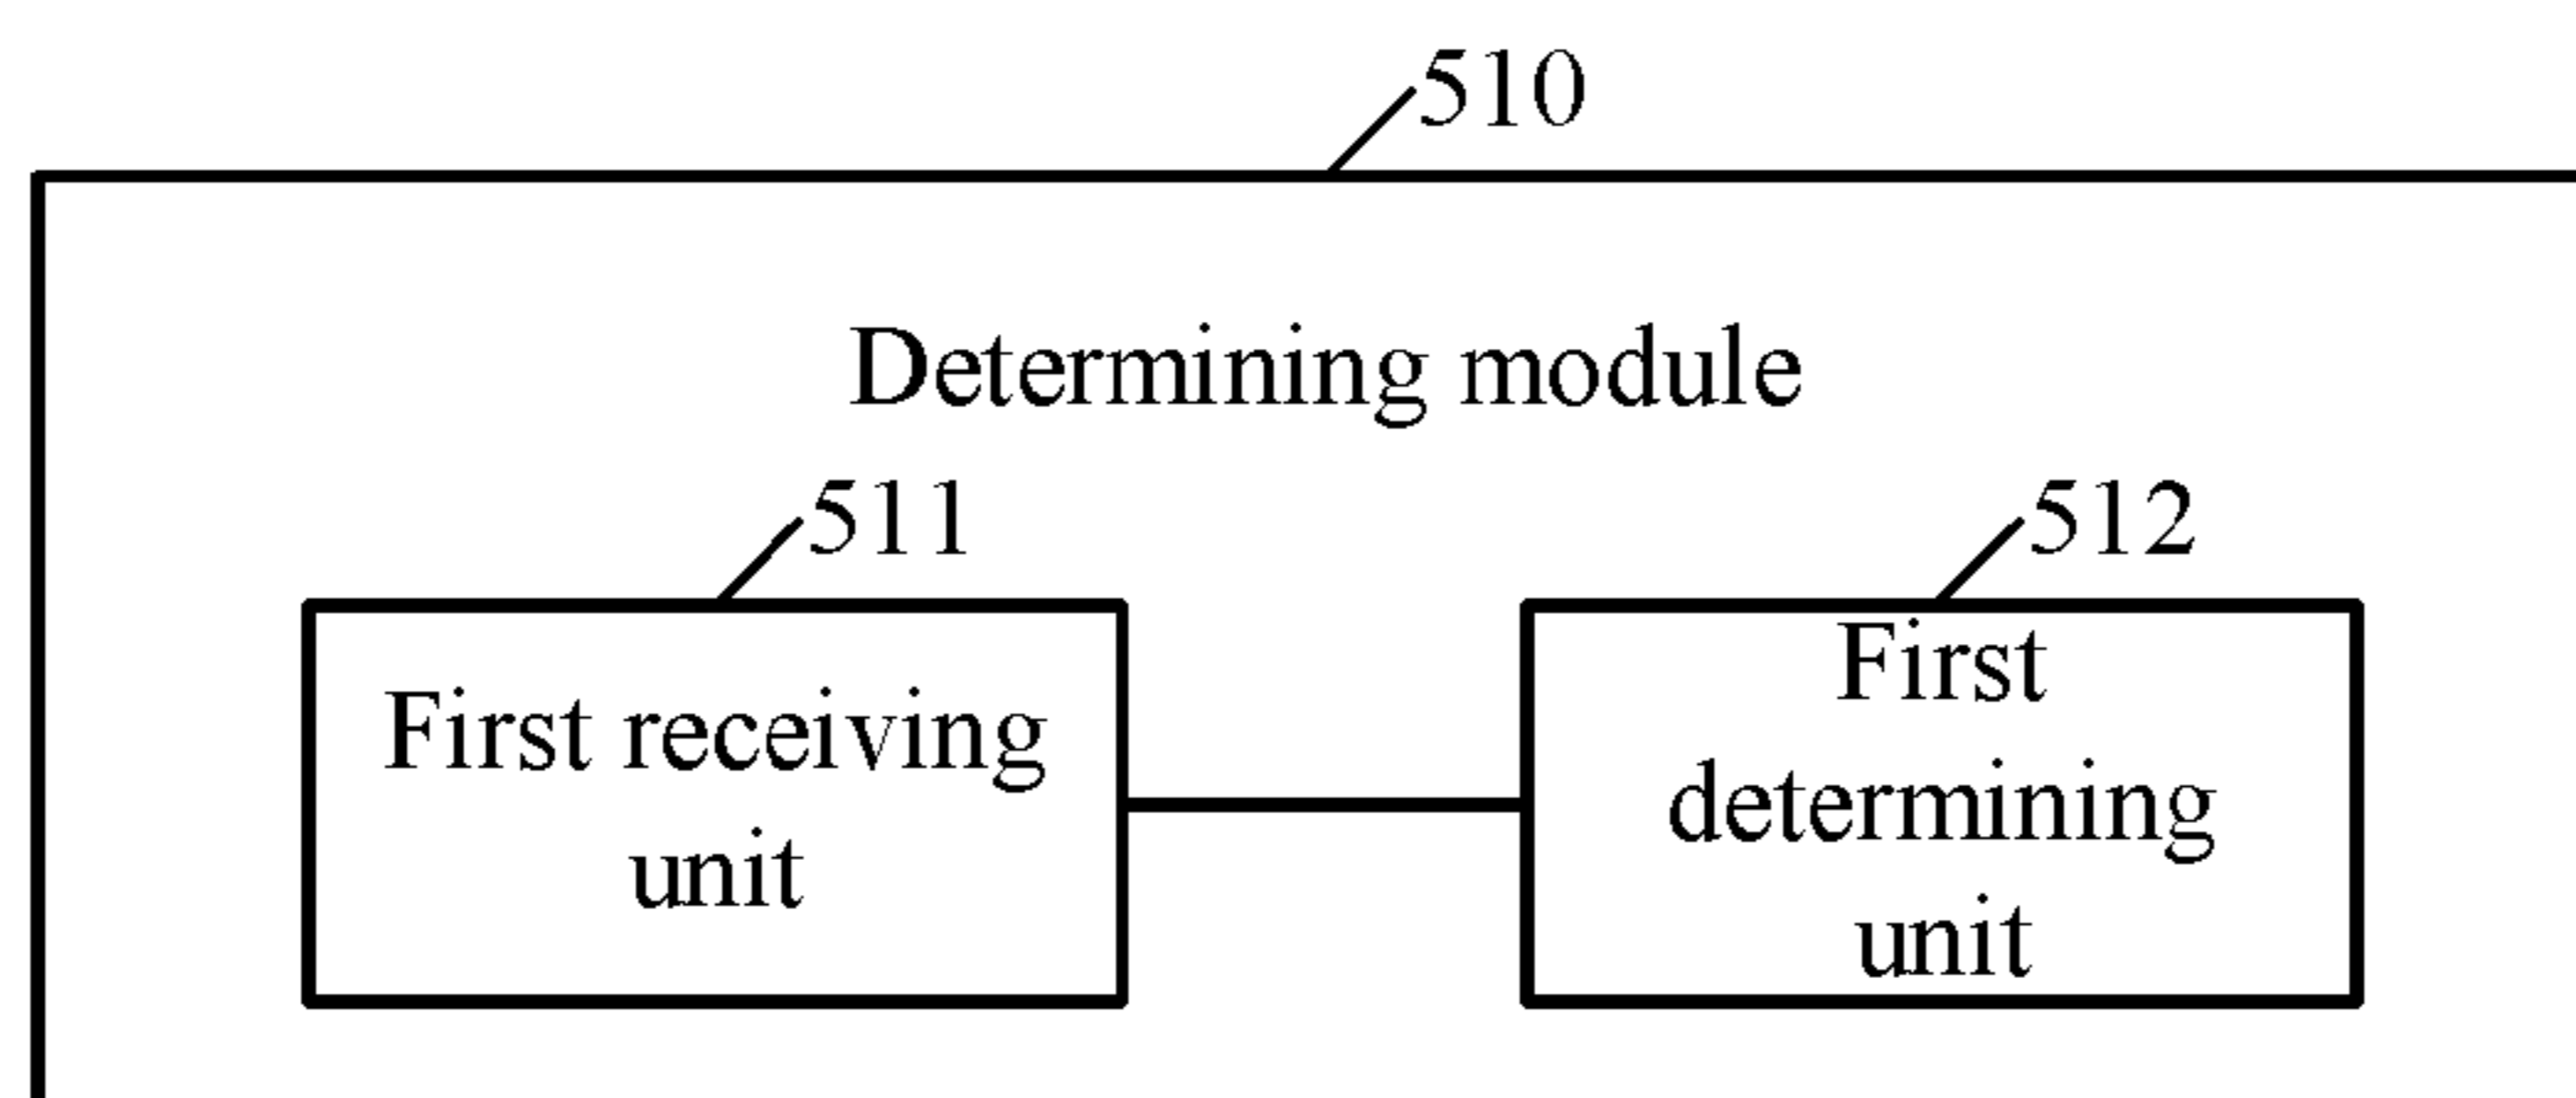 510
Determining module
511
512
First receiving
unit
First
determining
unit